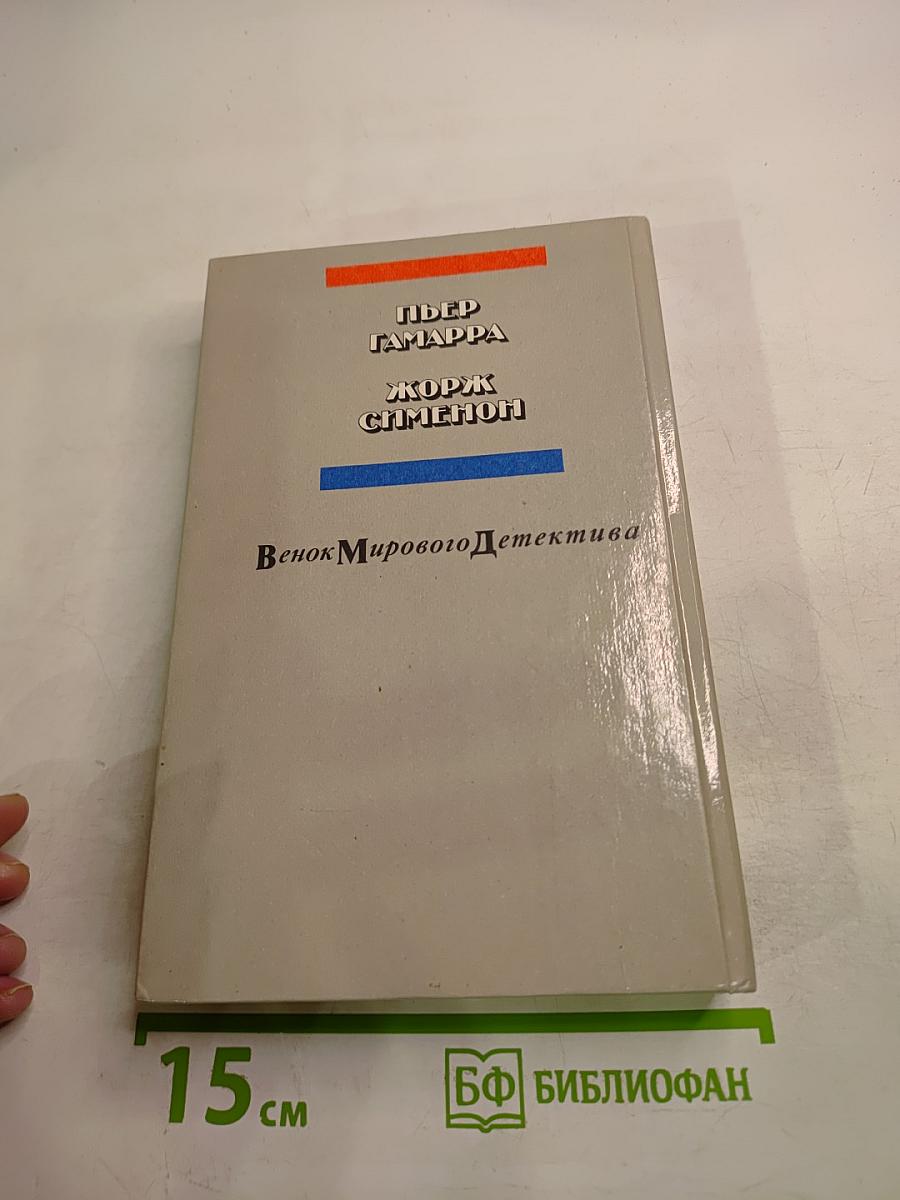 ПЬЕР
ГАМАРРА
ЖОРЖ
СИМЕНОН
ВенокМировогоДетектива
15 см
БФ БИБЛИОФАН